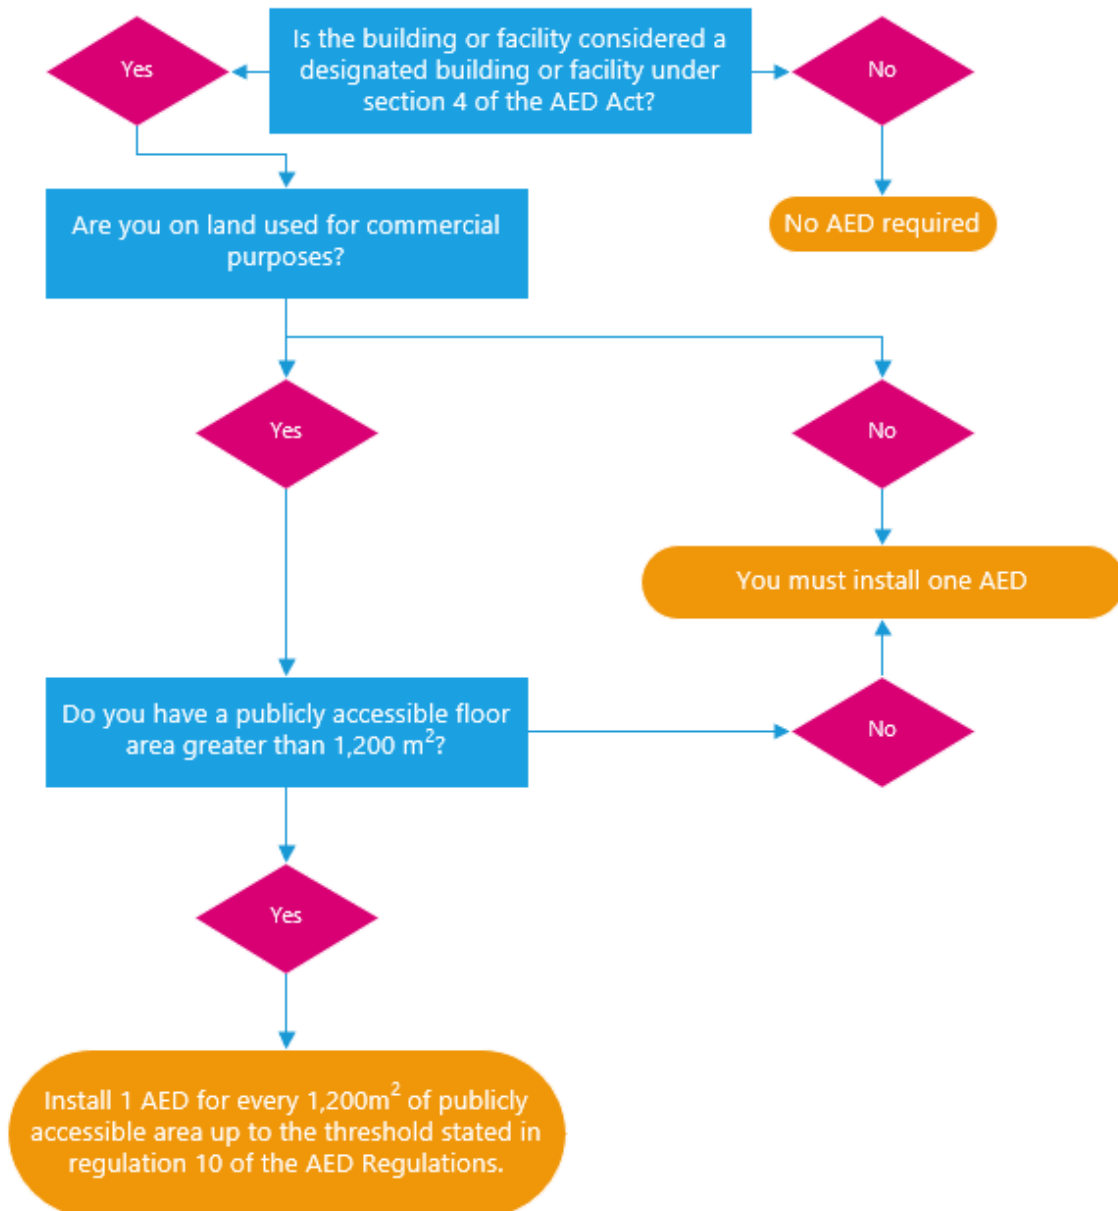 Yes
Is the building or facility considered a
designated building or facility under
section 4 of the AED Act?
No
Are you on land used for commercial
purposes?
No AED required
Yes
No
You must install one AED
Do you have a publicly accessible floor
area greater than 1,200 m²?
No
Yes
Install 1 AED for every 1,200m² of publicly
accessible area up to the threshold stated in
regulation 10 of the AED Regulations.